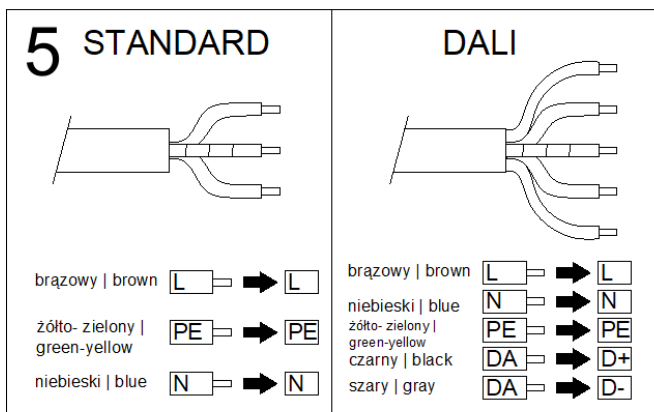 5 STANDARD
brązowy | brown L L
żółto- zielony |
green-yellow PE PE
niebieski | blue N N
DALI
brązowy | brown L L
niebieski | blue N N
żółto- zielony |
green-yellow PE PE
czarny | black DA D+
szary | gray DA D-